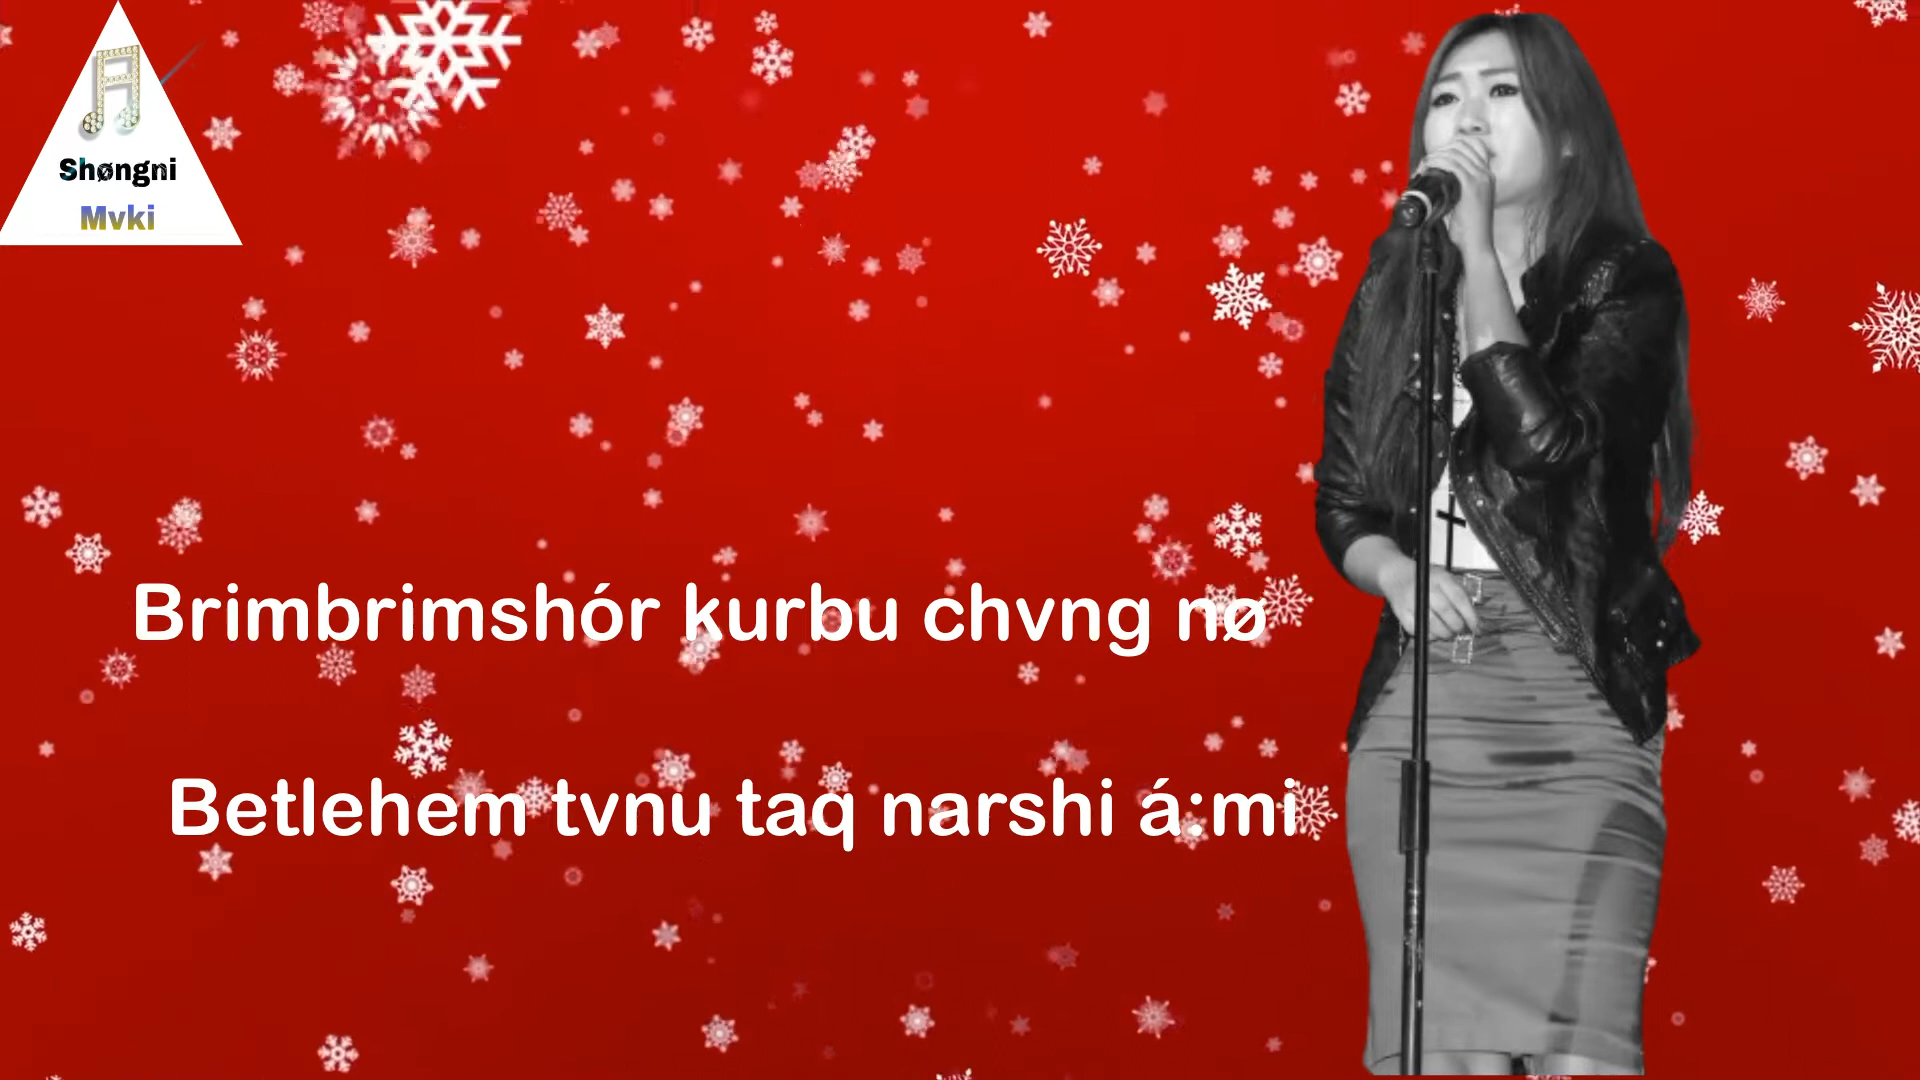 Shøngni
Mvki
Brimbrimshór kurbu chvng nø
Betlehem tvnu taq narshi á:mi